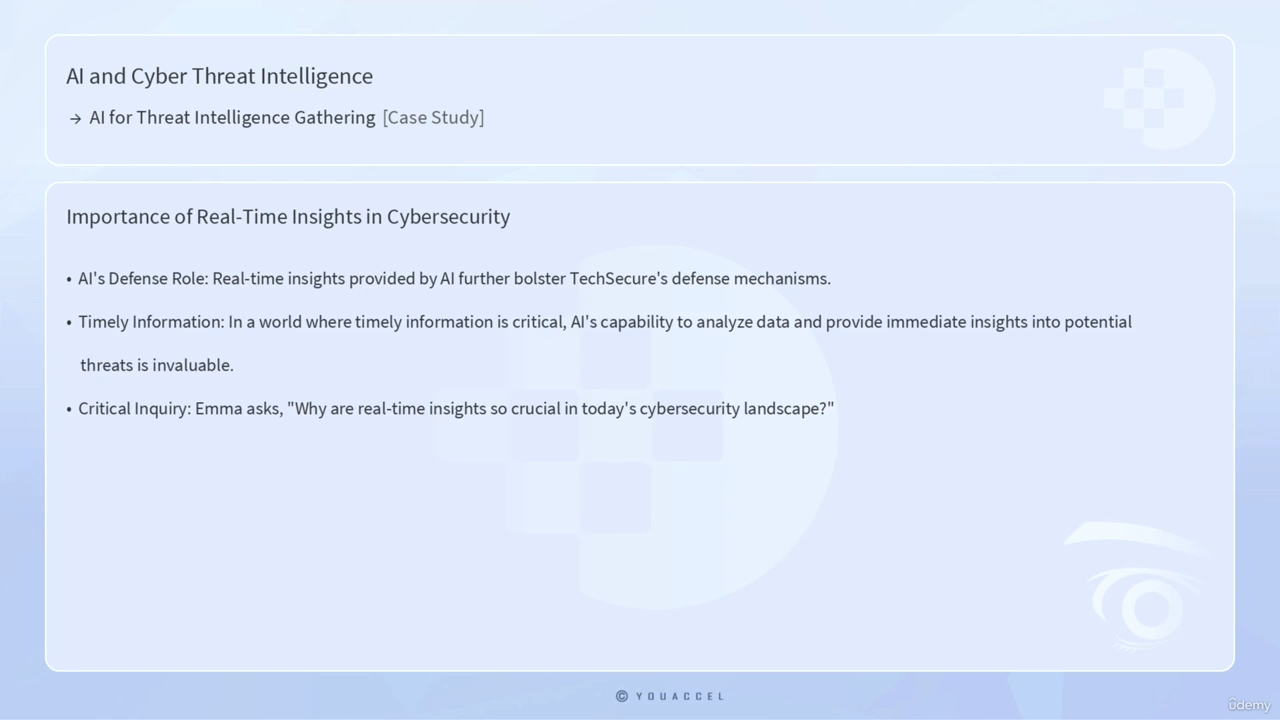 AI and Cyber Threat Intelligence
→ AI for Threat Intelligence Gathering [Case Study]
Importance of Real-Time Insights in Cybersecurity
• AI's Defense Role: Real-time insights provided by AI further bolster TechSecure's defense mechanisms.
• Timely Information: In a world where timely information is critical, AI's capability to analyze data and provide immediate insights into potential
threats is invaluable.
• Critical Inquiry: Emma asks, "Why are real-time insights so crucial in today's cybersecurity landscape?"
© YOUACCEL
ûdemy